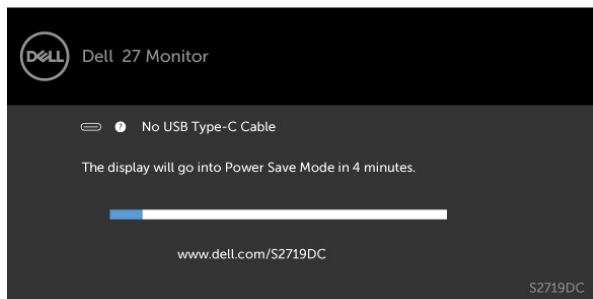 DELL
Dell 27 Monitor
? No USB Type-C Cable
The display will go into Power Save Mode in 4 minutes.
www.dell.com/S2719DC
S2719DC